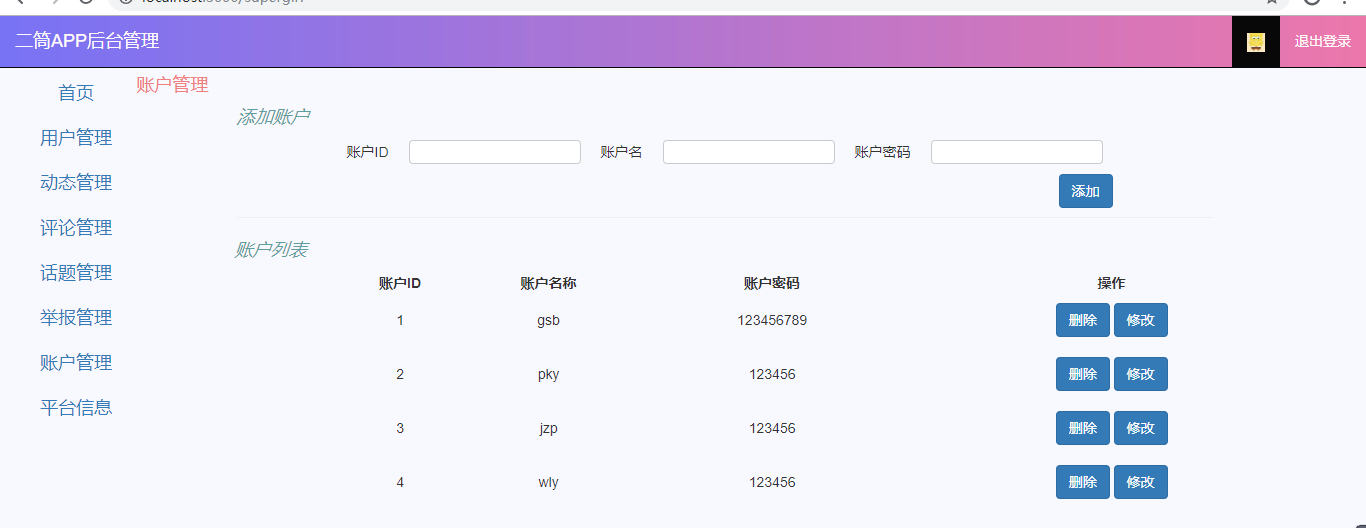 二简APP后台管理 退出登录
首页
用户管理
动态管理
评论管理
话题管理
举报管理
账户管理
平台信息
账户管理
添加账户
账户ID 账户名 账户密码
添加
账户列表
账户ID 账户名称 账户密码 操作
1 gsb 123456789 删除 修改
2 pky 123456 删除 修改
3 jzp 123456 删除 修改
4 wly 123456 删除 修改